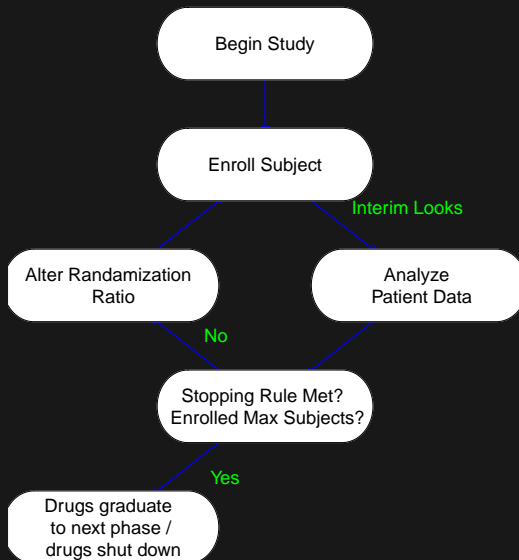 Begin Study
Enroll Subject
Interim Looks
Alter Randamization
Ratio
Analyze
Patient Data
No
Stopping Rule Met?
Enrolled Max Subjects?
Yes
Drugs graduate
to next phase /
drugs shut down